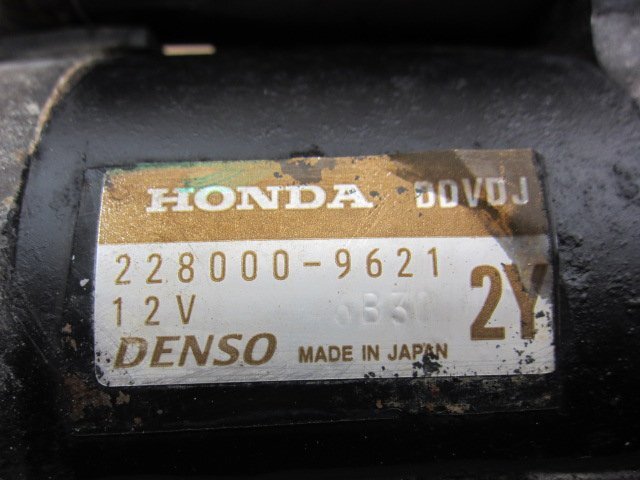 HONDA DDVDJ
228000-9621
12V 2Y
DENSO MADE IN JAPAN